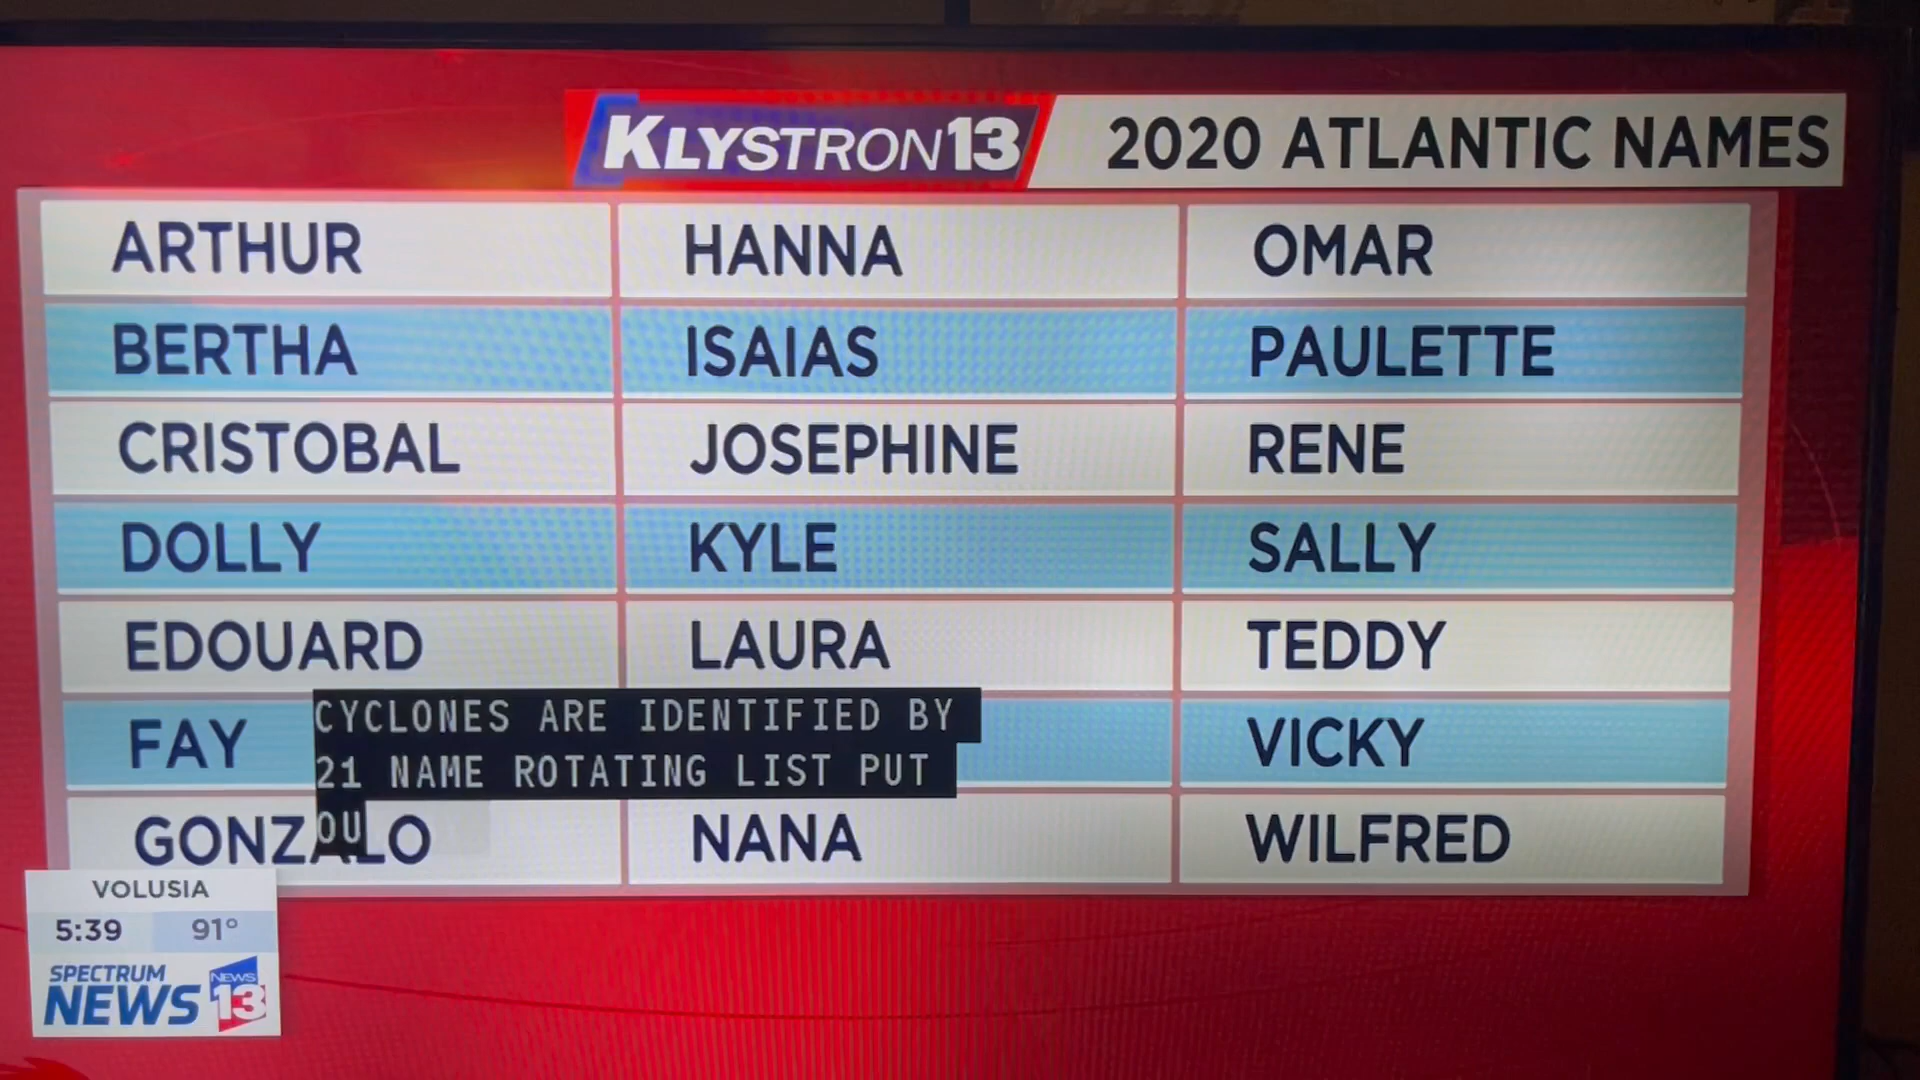 KLYSTRON13 2020 ATLANTIC NAMES
ARTHUR HANNA OMAR
BERTHA ISAIAS PAULETTE
CRISTOBAL JOSEPHINE RENE
DOLLY KYLE SALLY
EDOUARD LAURA TEDDY
FAY VICKY
CYCLONES ARE IDENTIFIED BY
21 NAME ROTATING LIST PUT
OU
GONZALO NANA WILFRED
VOLUSIA
5:39 91°
SPECTRUM
NEWS NEWS 13